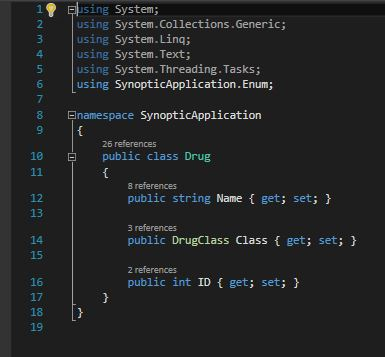 1 using System;
2 using System.Collections.Generic;
3 using System.Linq;
4 using System.Text;
5 using System.Threading.Tasks;
6 using SynopticApplication.Enum;
7
8 namespace SynopticApplication
9 {
26 references
10 public class Drug
11 {
8 references
12 public string Name { get; set; }
13
3 references
14 public DrugClass Class { get; set; }
15
2 references
16 public int ID { get; set; }
17 }
18 }
19